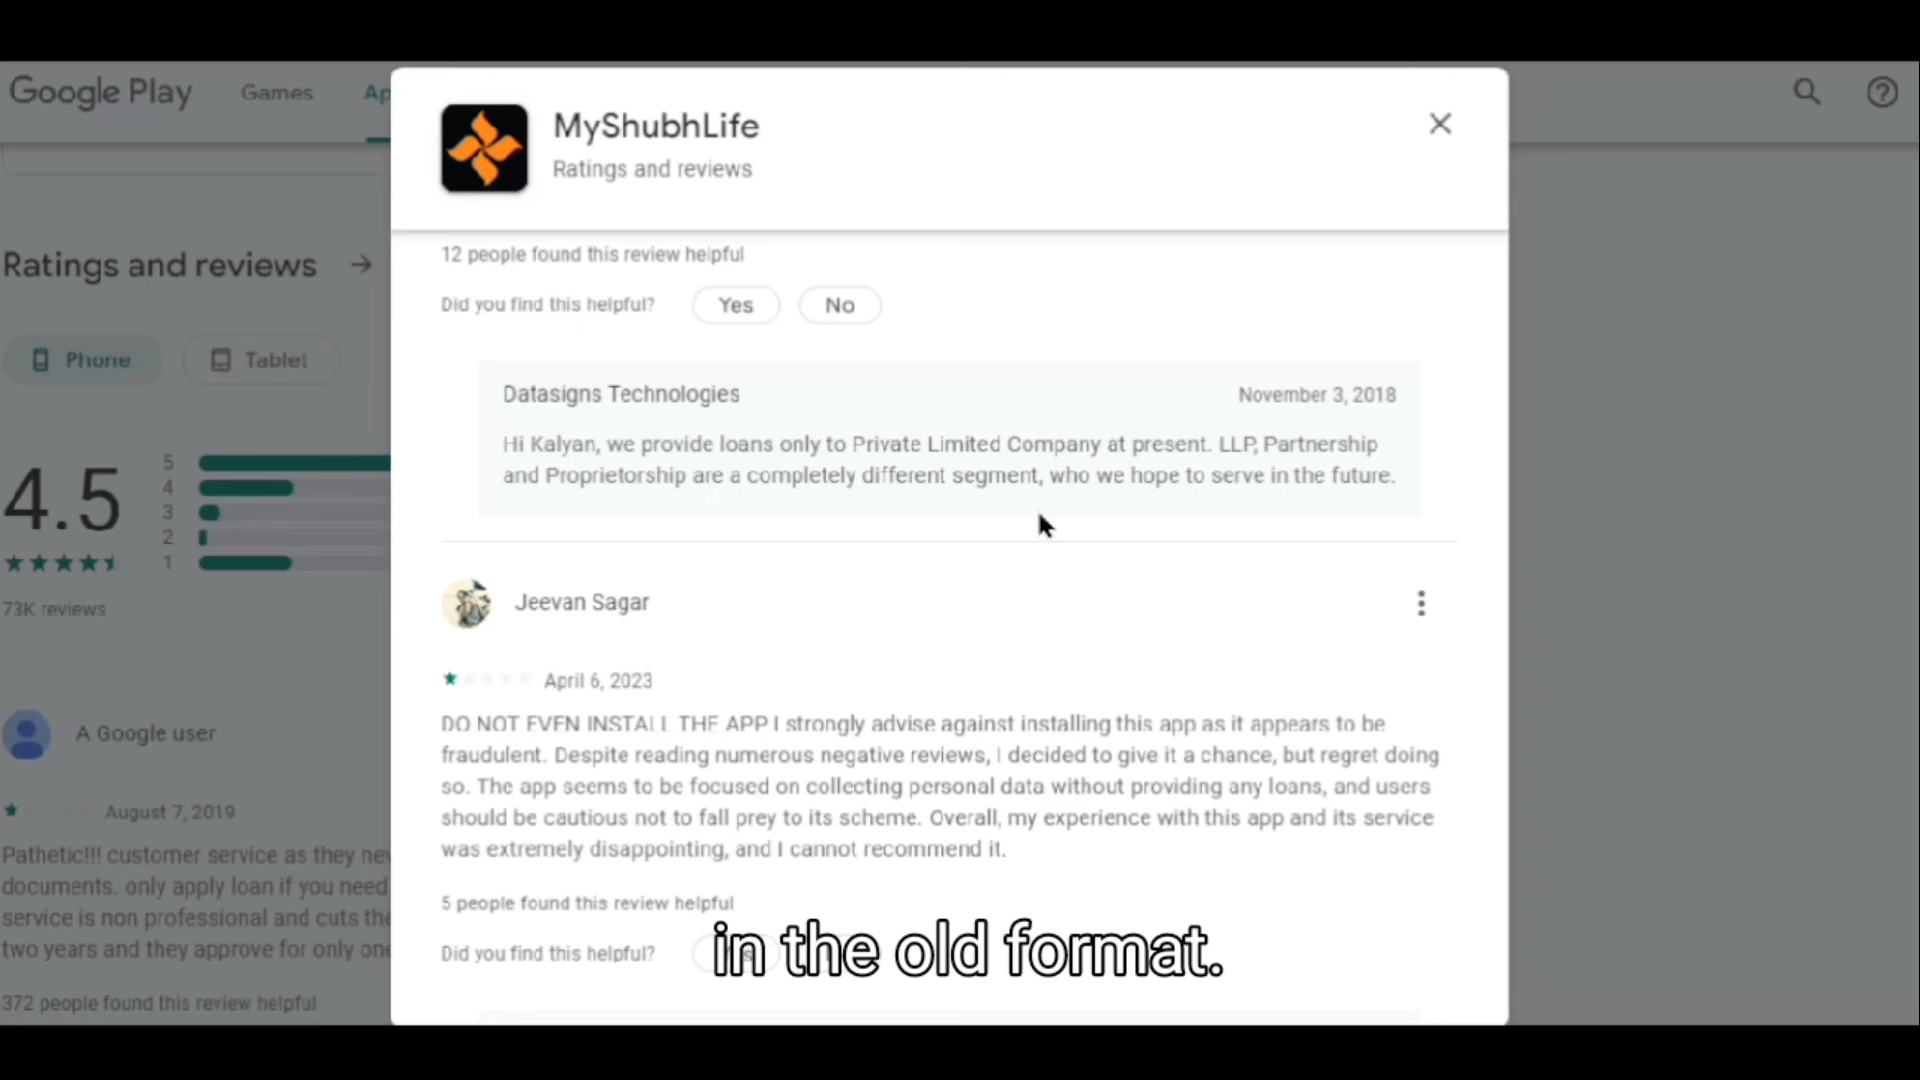 Google Play
Games
Ap
MyShubhLife
Ratings and reviews
12 people found this review helpful
Did you find this helpful?
Yes
No
Datasigns Technologies
November 3, 2018
Hi Kalyan, we provide loans only to Private Limited Company at present. LLP, Partnership
and Proprietorship are a completely different segment, who we hope to serve in the future.
Jeevan Sagar
April 6, 2023
DO NOT EVEN INSTALL THE APP I strongly advise against installing this app as it appears to be
fraudulent. Despite reading numerous negative reviews, I decided to give it a chance, but regret doing
so. The app seems to be focused on collecting personal data without providing any loans, and users
should be cautious not to fall prey to its scheme. Overall, my experience with this app and its service
was extremely disappointing, and I cannot recommend it.
5 people found this review helpful
Did you find this helpful?
in the old format.
Ratings and reviews
Phone
Tablet
4.5
5
4
3
2
1
73K reviews
A Google user
August 7, 2019
Pathetic!!! customer service as they nev
documents. only apply loan if you need
service is non professional and cuts the
two years and they approve for only one
372 people found this review helpful